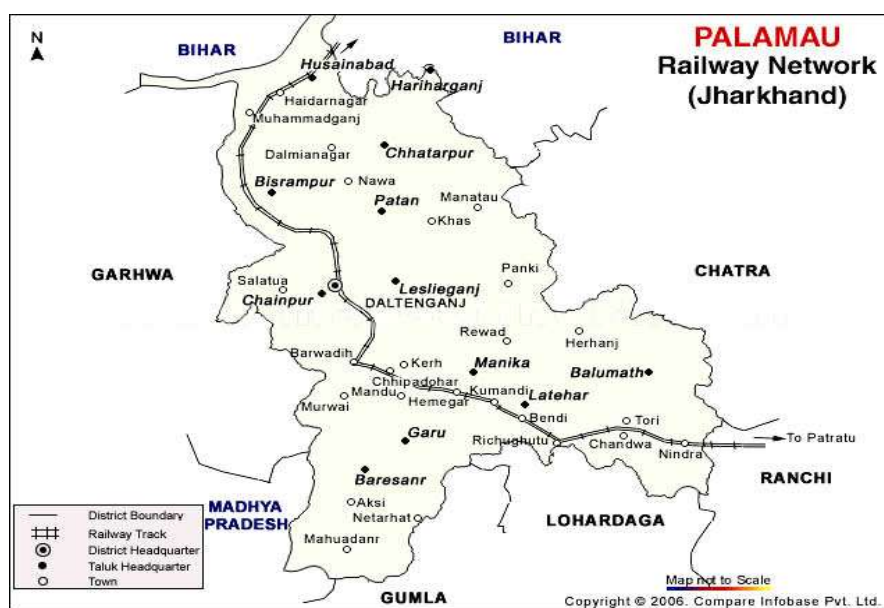 N
BIHAR
BIHAR
PALAMAU
Railway Network
(Jharkhand)
Husainabad
Hariharganj
Haidarnagar
Muhammadganj
Dalmianagar
Chhatarpur
Bisrampur
Nawa
Manatau
Patan
Khas
GARHWA
CHATRA
Panki
Salatua
Leslieganj
Chainpur
DALTENGANJ
Rewad
Herhanj
Barwadih
Kerh
Manika
Balumath
Chhipadohar
Mandu
Kumandi
Murwai
Hemegar
Latehar
Bendi
Tori
Garu
Richughutu
Chandwa
To Patratu
Nindra
Baresanr
RANCHI
MADHYA
PRADESH
Aksi
Netarhat
LOHARDAGA
Mahuadanr
GUMLA
District Boundary
Railway Track
District Headquarter
Taluk Headquarter
Town
Map not to Scale
Copyright © 2006. Compare Infobase Pvt. Ltd.